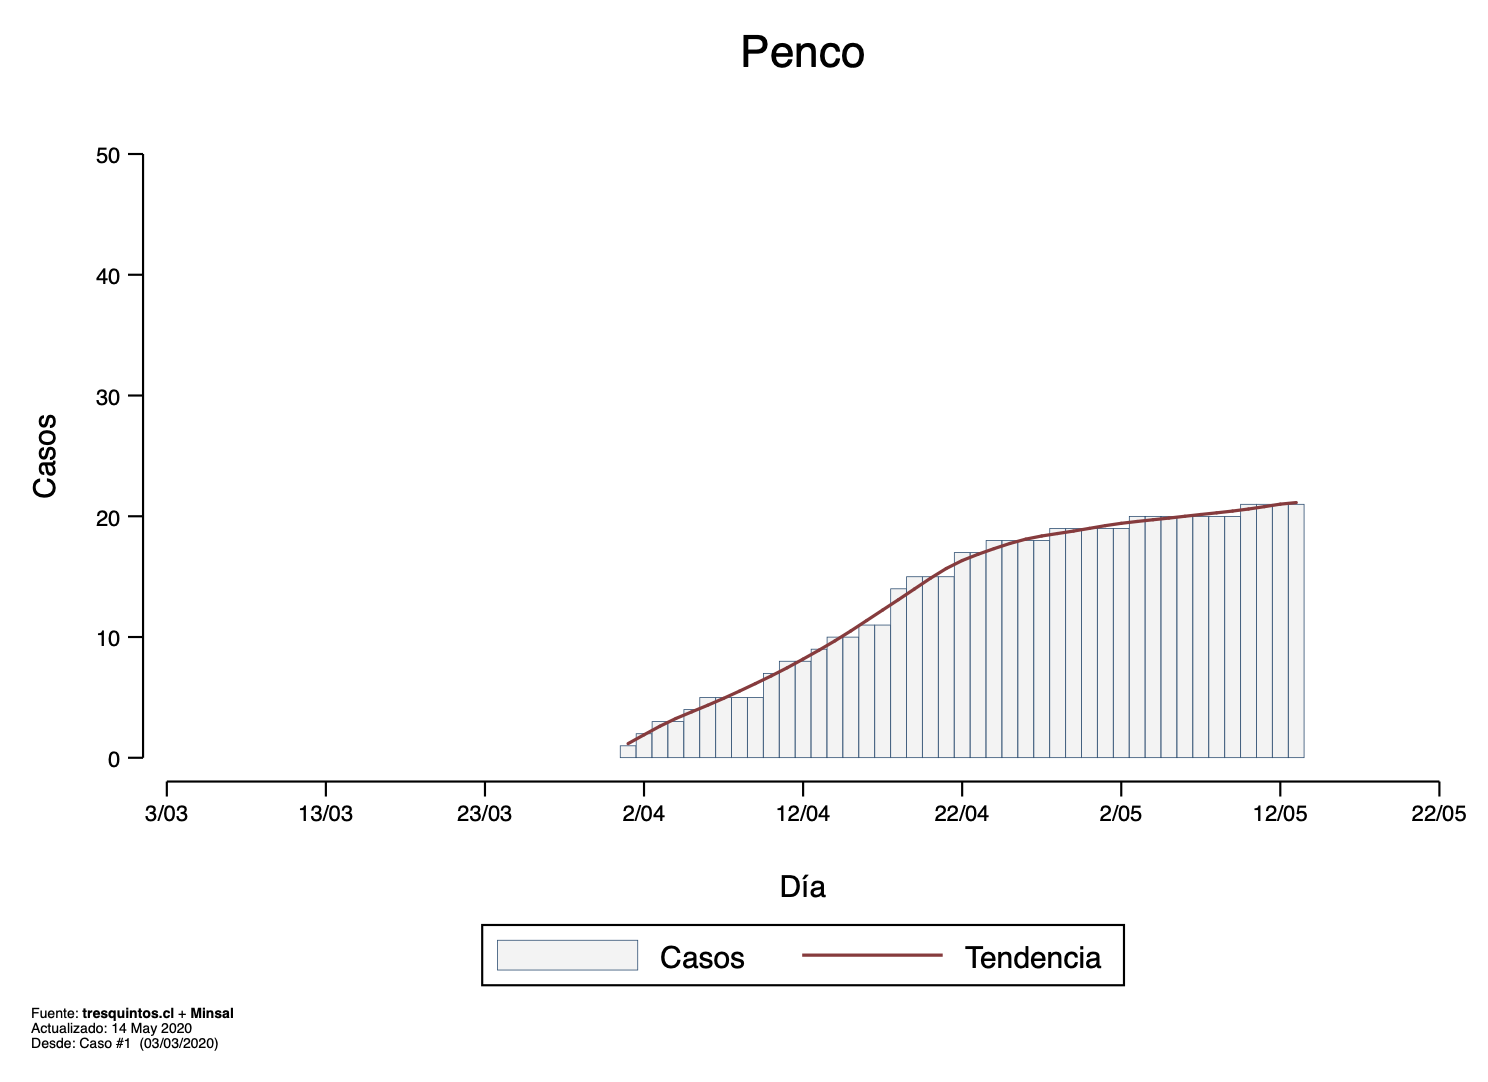 Penco
50
40
30
20
10
0
Casos
3/03 13/03 23/03 2/04 12/04 22/04 2/05 12/05 22/05
Día
Casos Tendencia
Fuente: tresquintos.cl + Minsal
Actualizado: 14 May 2020
Desde: Caso #1 (03/03/2020)